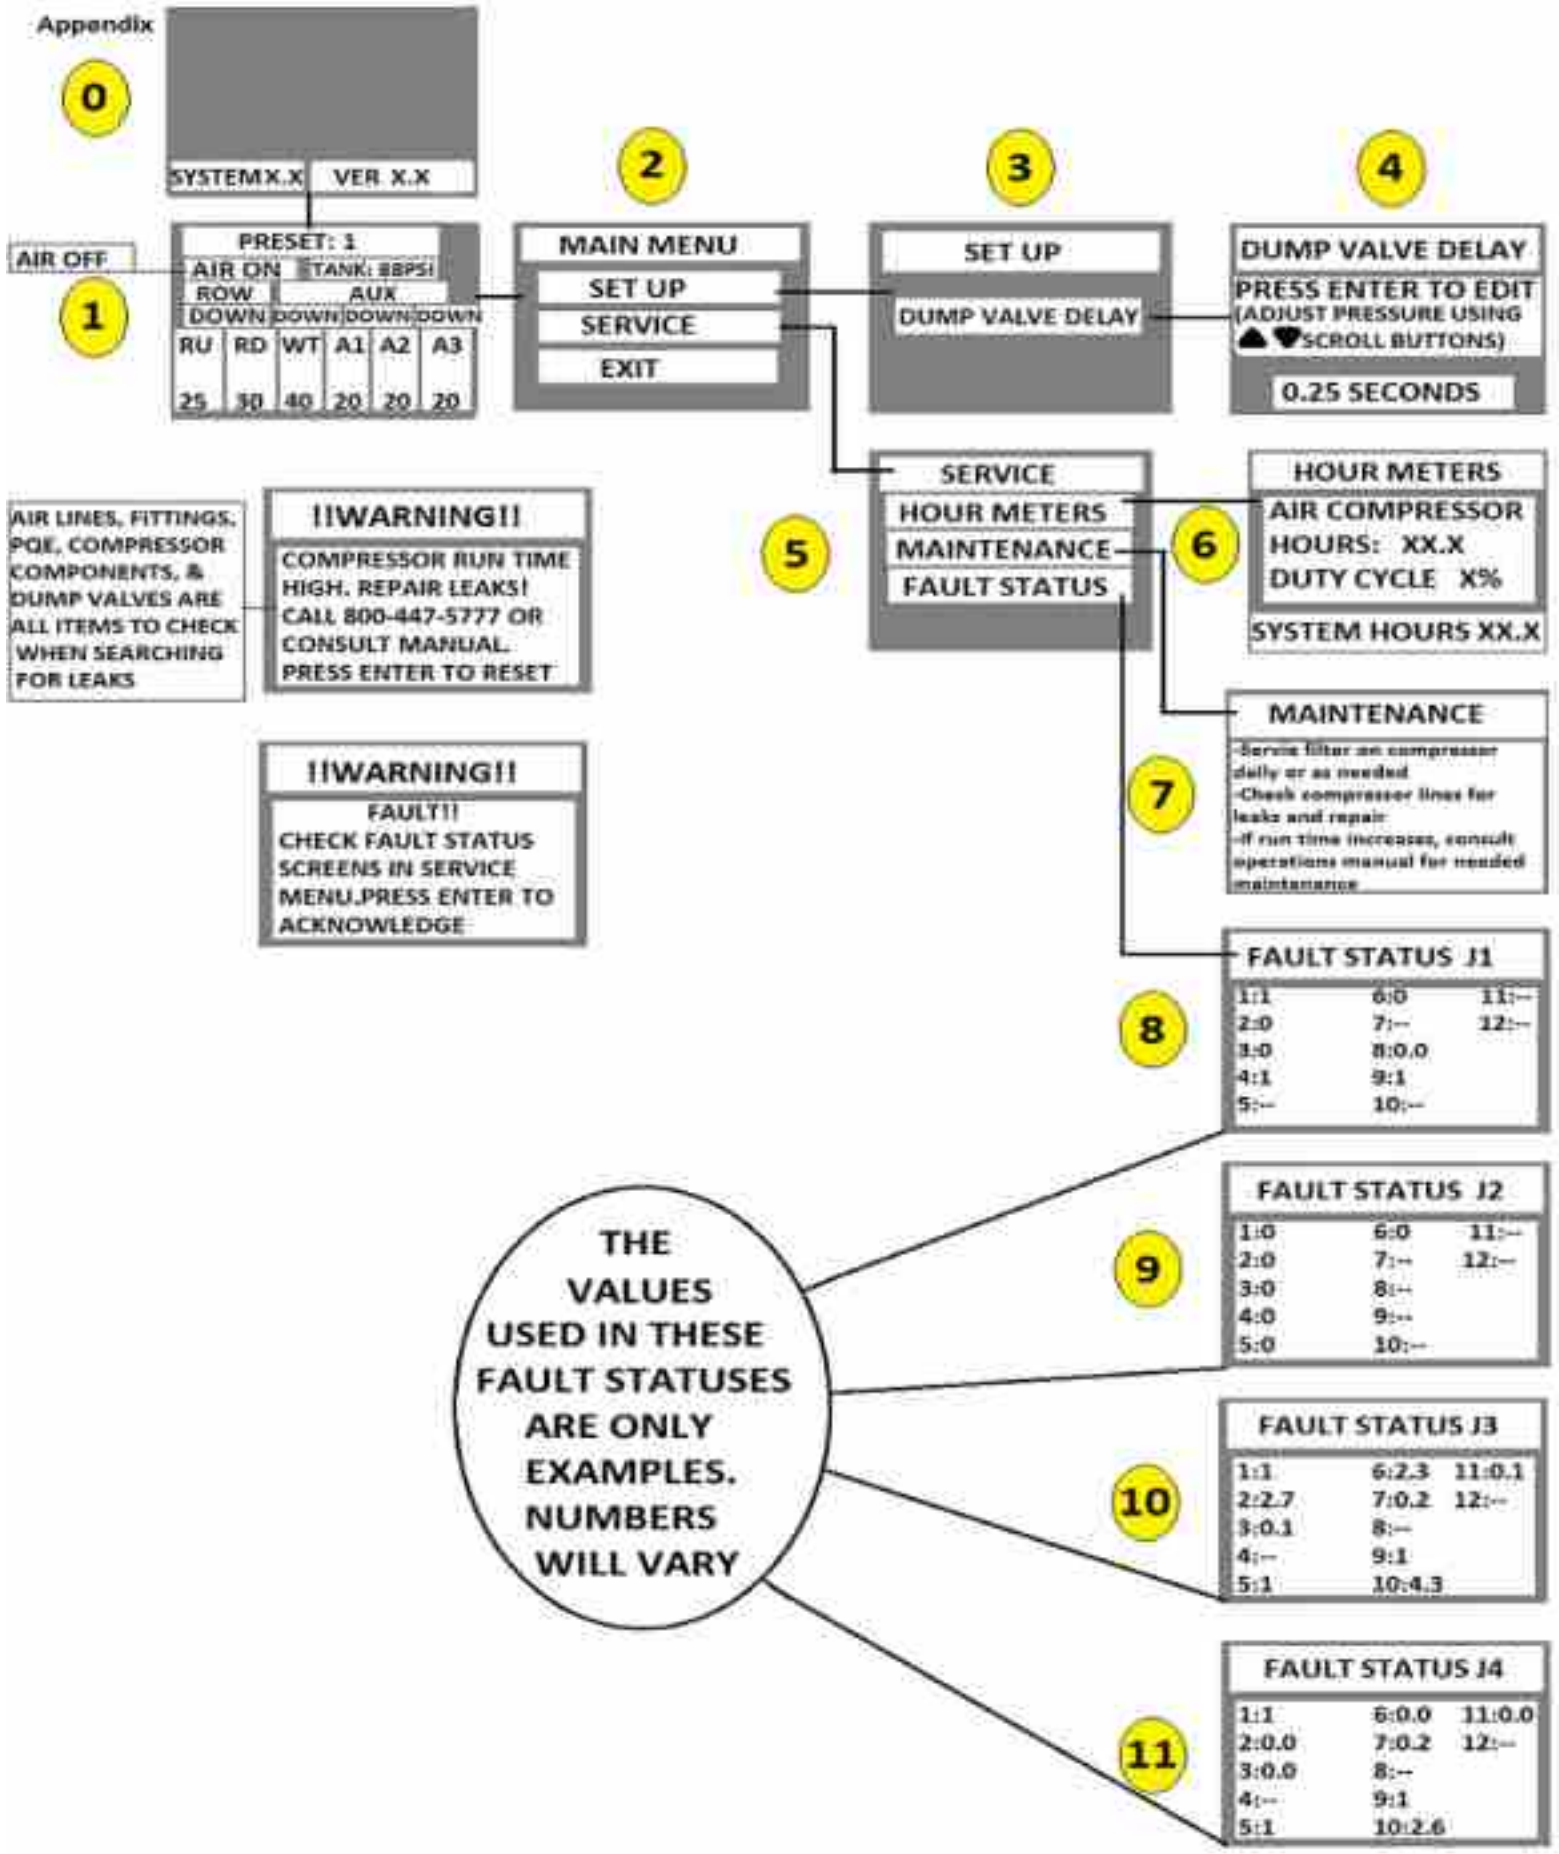 Appendix
0
SYSTEM X.X VER X.X
AIR OFF
1
PRESET: 1
AIR ON TANK: 88PSI
ROW AUX
DOWN DOWN DOWN DOWN
RU RD WT A1 A2 A3
25 30 40 20 20 20
2
MAIN MENU
SET UP
SERVICE
EXIT
3
SET UP
DUMP VALVE DELAY
4
DUMP VALVE DELAY
PRESS ENTER TO EDIT
(ADJUST PRESSURE USING
▲ ▼ SCROLL BUTTONS)
0.25 SECONDS
AIR LINES, FITTINGS,
PQE, COMPRESSOR
COMPONENTS, &
DUMP VALVES ARE
ALL ITEMS TO CHECK
WHEN SEARCHING
FOR LEAKS
!!WARNING!!
COMPRESSOR RUN TIME
HIGH. REPAIR LEAKS!
CALL 800-447-5777 OR
CONSULT MANUAL.
PRESS ENTER TO RESET
!!WARNING!!
FAULT!!
CHECK FAULT STATUS
SCREENS IN SERVICE
MENU.PRESS ENTER TO
ACKNOWLEDGE
5
SERVICE
HOUR METERS
MAINTENANCE
FAULT STATUS
6
HOUR METERS
AIR COMPRESSOR
HOURS: XX.X
DUTY CYCLE X%
SYSTEM HOURS XX.X
7
MAINTENANCE
-Servis filter on compressor
daily or as needed
-Check compressor lines for
leaks and repair
-If run time increases, consult
operations manual for needed
maintenance
8
FAULT STATUS J1
1:1 6:0 11:--
2:0 7:-- 12:--
3:0 8:0.0
4:1 9:1
5:-- 10:--
9
FAULT STATUS J2
1:0 6:0 11:--
2:0 7:-- 12:--
3:0 8:--
4:0 9:--
5:0 10:--
THE
VALUES
USED IN THESE
FAULT STATUSES
ARE ONLY
EXAMPLES.
NUMBERS
WILL VARY
10
FAULT STATUS J3
1:1 6:2.3 11:0.1
2:2.7 7:0.2 12:--
3:0.1 8:--
4:-- 9:1
5:1 10:4.3
11
FAULT STATUS J4
1:1 6:0.0 11:0.0
2:0.0 7:0.2 12:--
3:0.0 8:--
4:-- 9:1
5:1 10:2.6